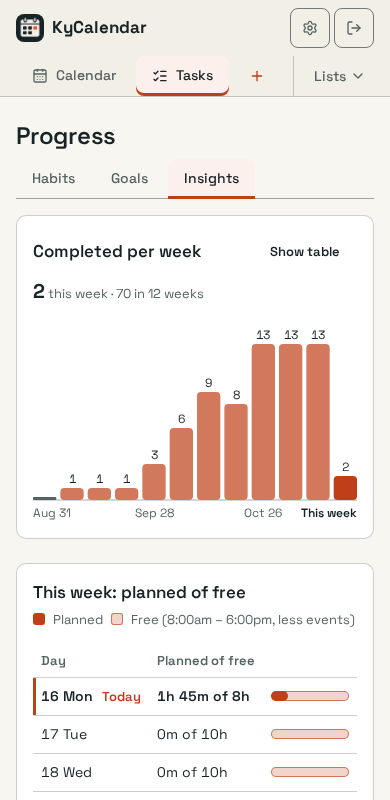 KyCalendar
Calendar Tasks + Lists
Progress
Habits Goals Insights
Completed per week Show table
2 this week · 70 in 12 weeks
1 1 1 3 6 9 8 13 13 13 2
Aug 31 Sep 28 Oct 26 This week
This week: planned of free
Planned Free (8:00am – 6:00pm, less events)
Day Planned of free
16 Mon Today 1h 45m of 8h
17 Tue 0m of 10h
18 Wed 0m of 10h